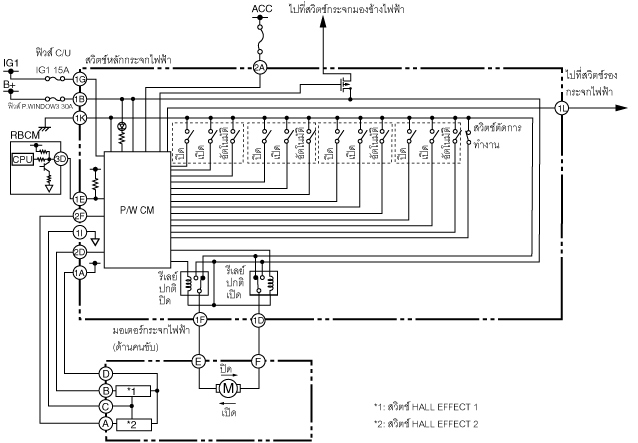 ACC
ไปที่สวิตช์กระจกมองข้างไฟฟ้า
ฟิวส์ C/U
สวิตช์หลักกระจกไฟฟ้า
IG1
IG1 15A
1G
2A
B+
1B
ฟิวส์ P.WINDOW3 30A
1K
ไปที่สวิตช์รอง
กระจกไฟฟ้า
1L
RBCM
CPU
3D
ปิด
เปิด
อัตโนมัติ
ปิด
เปิด
อัตโนมัติ
ปิด
เปิด
อัตโนมัติ
ปิด
เปิด
อัตโนมัติ
สวิตช์ตัดการ
ทำงาน
1E
2F
1I
2D
1A
P/W CM
รีเลย์
ปกติ
ปิด
รีเลย์
ปกติ
เปิด
1F
1D
มอเตอร์กระจกไฟฟ้า
(ด้านคนขับ)
E
F
ปิด
M
เปิด
D
B
*1
C
A
*2
*1: สวิตช์ HALL EFFECT 1
*2: สวิตช์ HALL EFFECT 2